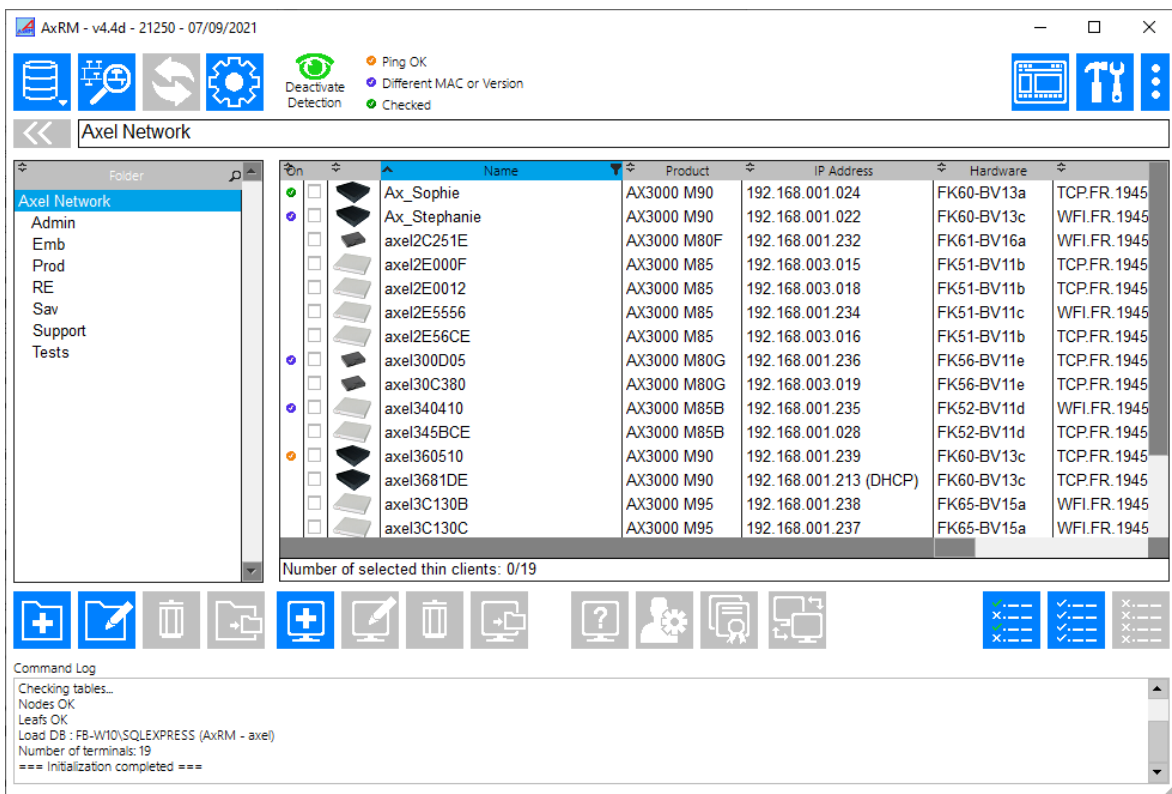 AxRM - v4.4d - 21250 - 07/09/2021
Deactivate
Detection
Ping OK
Different MAC or Version
Checked
Axel Network
Folder
Axel Network
Admin
Emb
Prod
RE
Sav
Support
Tests
On Name Product IP Address Hardware
Ax_Sophie AX3000 M90 192.168.001.024 FK60-BV13a TCP.FR.1945
Ax_Stephanie AX3000 M90 192.168.001.022 FK60-BV13c WFI.FR.1945
axel2C251E AX3000 M80F 192.168.001.232 FK61-BV16a WFI.FR.1945
axel2E000F AX3000 M85 192.168.003.015 FK51-BV11b TCP.FR.1945
axel2E0012 AX3000 M85 192.168.003.018 FK51-BV11b TCP.FR.1945
axel2E5556 AX3000 M85 192.168.001.234 FK51-BV11c WFI.FR.1945
axel2E56CE AX3000 M85 192.168.003.016 FK51-BV11b TCP.FR.1945
axel300D05 AX3000 M80G 192.168.001.236 FK56-BV11e TCP.FR.1945
axel30C380 AX3000 M80G 192.168.003.019 FK56-BV11e TCP.FR.1945
axel340410 AX3000 M85B 192.168.001.235 FK52-BV11d WFI.FR.1945
axel345BCE AX3000 M85B 192.168.001.028 FK52-BV11d TCP.FR.1945
axel360510 AX3000 M90 192.168.001.239 FK60-BV13c TCP.FR.1945
axel3681DE AX3000 M90 192.168.001.213 (DHCP) FK60-BV13c TCP.FR.1945
axel3C130B AX3000 M95 192.168.001.238 FK65-BV15a WFI.FR.1945
axel3C130C AX3000 M95 192.168.001.237 FK65-BV15a WFI.FR.1945
Number of selected thin clients: 0/19
Command Log
Checking tables...
Nodes OK
Leafs OK
Load DB : FB-W10\SQLEXPRESS (AxRM - axel)
Number of terminals: 19
=== Initialization completed ===